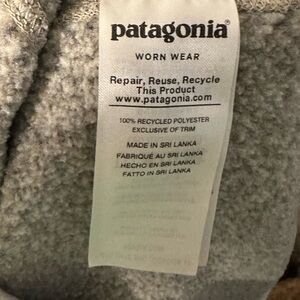 patagonia®
WORN WEAR
Repair, Reuse, Recycle
This Product
www.patagonia.com
100% RECYCLED POLYESTER
EXCLUSIVE OF TRIM
MADE IN SRI LANKA
FABRIQUÉ AU SRI LANKA
HECHO EN SRI LANKA
FATTO IN SRI LANKA